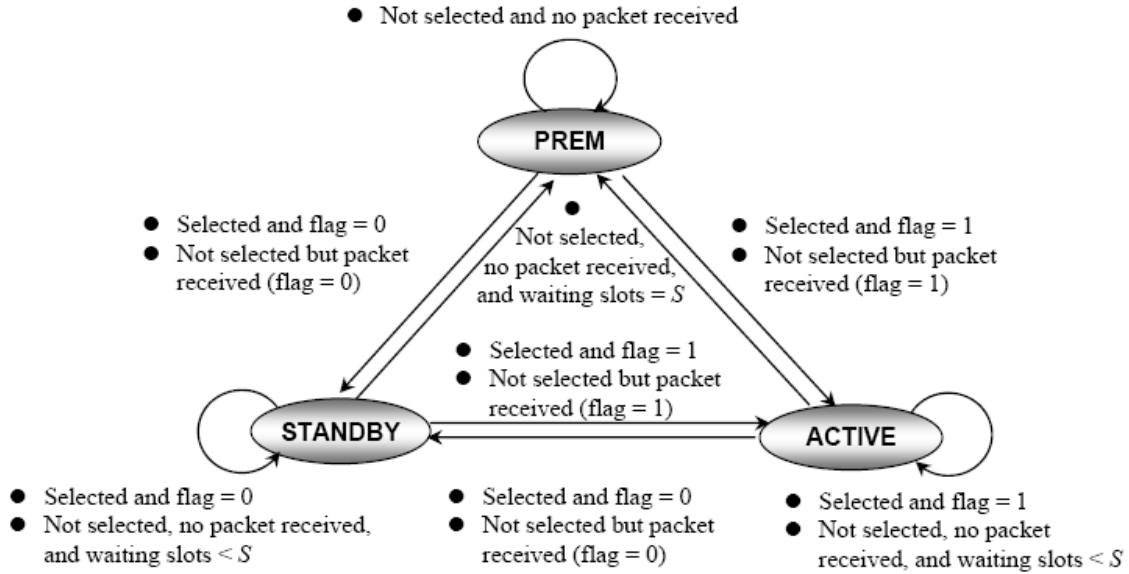 ● Not selected and no packet received
PREM
● Selected and flag = 0
● Not selected but packet
received (flag = 0)
●
Not selected,
no packet received,
and waiting slots = S
● Selected and flag = 1
● Not selected but packet
received (flag = 1)
● Selected and flag = 1
● Not selected but packet
received (flag = 1)
STANDBY
ACTIVE
● Selected and flag = 0
● Not selected, no packet received,
and waiting slots < S
● Selected and flag = 0
● Not selected but packet
received (flag = 0)
● Selected and flag = 1
● Not selected, no packet
received, and waiting slots < S